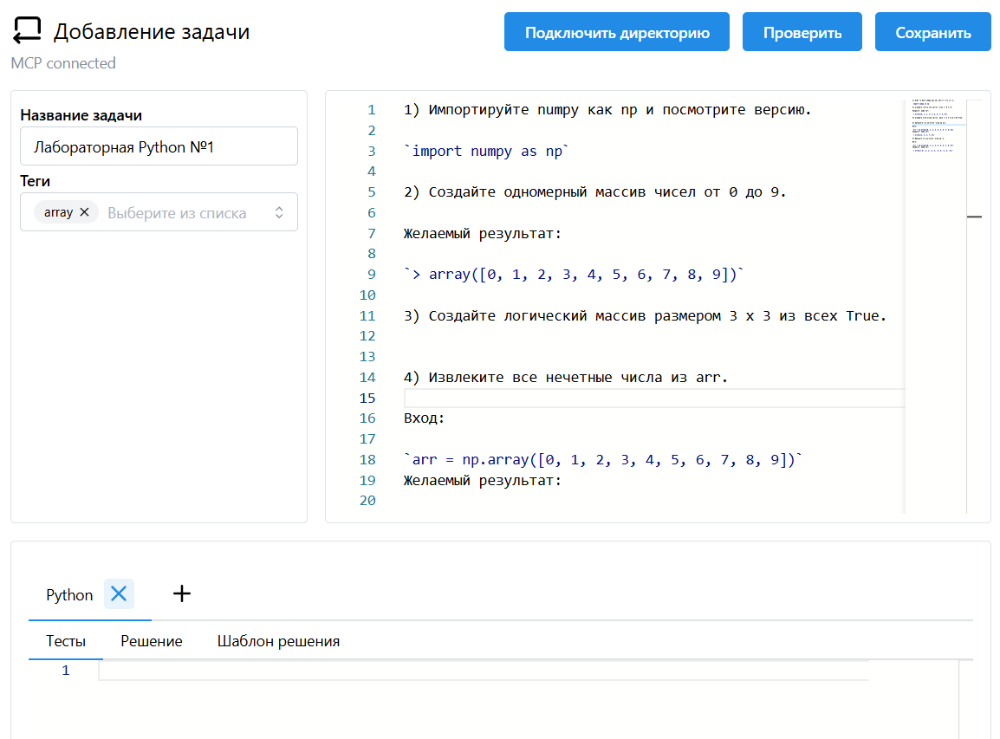 Добавление задачи
Подключить директорию
Проверить
Сохранить
MCP connected
Название задачи
Лабораторная Python №1
Теги
array
Выберите из списка
1 1) Импортируйте numpy как np и посмотрите версию.
2
3 `import numpy as np`
4
5 2) Создайте одномерный массив чисел от 0 до 9.
6
7 Желаемый результат:
8
9 `> array([0, 1, 2, 3, 4, 5, 6, 7, 8, 9])`
10
11 3) Создайте логический массив размером 3 x 3 из всех True.
12
13
14 4) Извлеките все нечетные числа из arr.
15
16 Вход:
17
18 `arr = np.array([0, 1, 2, 3, 4, 5, 6, 7, 8, 9])`
19 Желаемый результат:
20
Python
Тесты
Решение
Шаблон решения
1